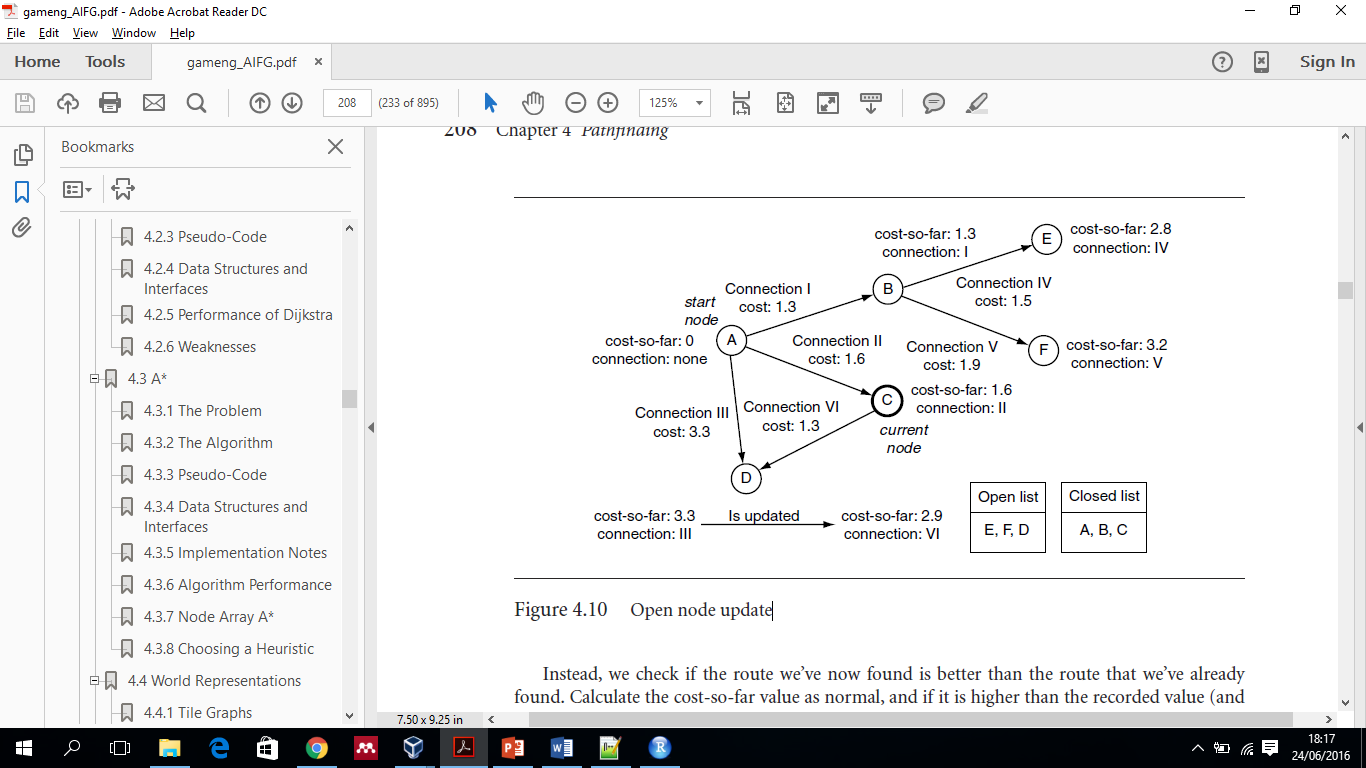 gameng_AIFG.pdf - Adobe Acrobat Reader DC
File Edit View Window Help
Home Tools gameng_AIFG.pdf × Sign In
208 (233 of 895) 125%
Bookmarks
4.2.3 Pseudo-Code
4.2.4 Data Structures and
Interfaces
4.2.5 Performance of Dijkstra
4.2.6 Weaknesses
4.3 A*
4.3.1 The Problem
4.3.2 The Algorithm
4.3.3 Pseudo-Code
4.3.4 Data Structures and
Interfaces
4.3.5 Implementation Notes
4.3.6 Algorithm Performance
4.3.7 Node Array A*
4.3.8 Choosing a Heuristic
4.4 World Representations
4.4.1 Tile Graphs
208 Chapter 4 Pathfinding
cost-so-far: 1.3
connection: I
E
cost-so-far: 2.8
connection: IV
Connection I
cost: 1.3
B
Connection IV
cost: 1.5
start
node
cost-so-far: 0
connection: none
A
Connection II
cost: 1.6
Connection V
cost: 1.9
F
cost-so-far: 3.2
connection: V
Connection III
cost: 3.3
Connection VI
cost: 1.3
C
cost-so-far: 1.6
connection: II
current
node
D
cost-so-far: 3.3
connection: III
Is updated
cost-so-far: 2.9
connection: VI
Open list
E, F, D
Closed list
A, B, C
Figure 4.10 Open node update
Instead, we check if the route we’ve now found is better than the route that we’ve already
found. Calculate the cost-so-far value as normal, and if it is higher than the recorded value (and
7.50 x 9.25 in
18:17
24/06/2016